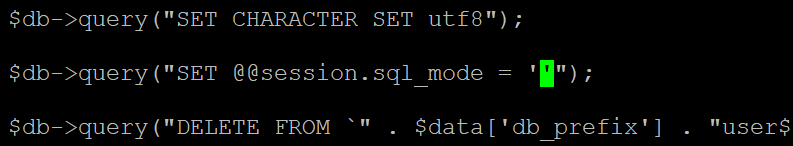 $db->query("SET CHARACTER SET utf8");
$db->query("SET @@session.sql_mode = ''");
$db->query("DELETE FROM `" . $data['db_prefix'] . "user$